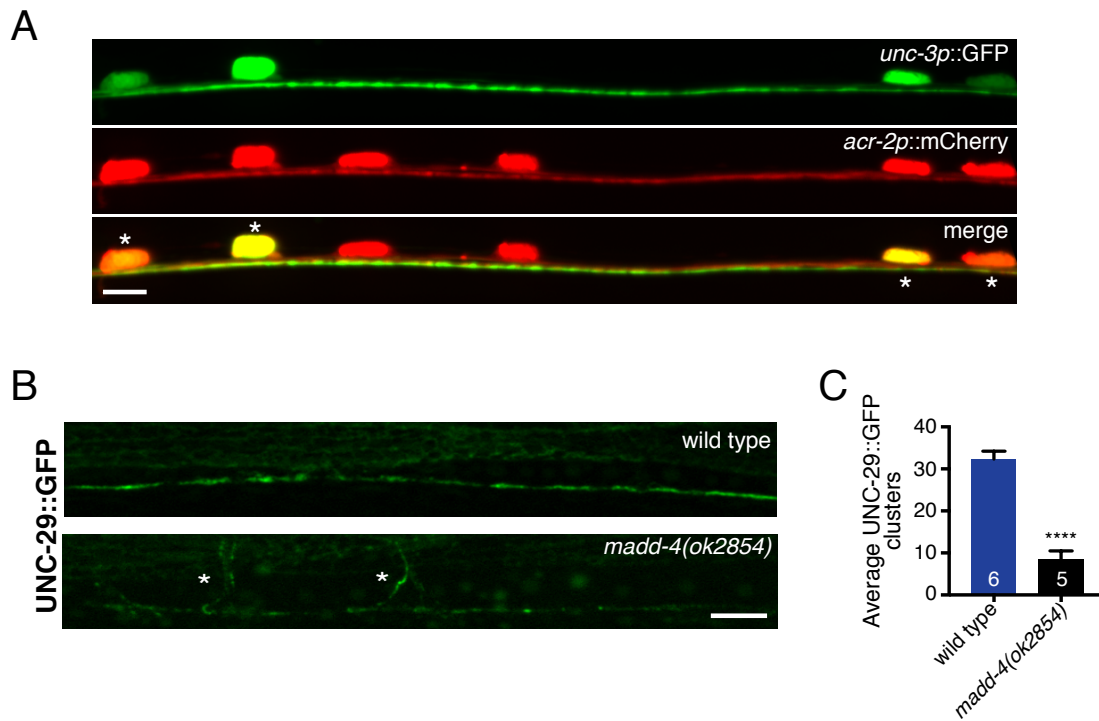 A
unc-3p::GFP
acr-2p::mCherry
merge
*
*
*
*
B
C
UNC-29::GFP
wild type
madd-4(ok2854)
*
*
Average UNC-29::GFP
clusters
40
30
20
10
0
****
6
5
wild type
madd-4(ok2854)